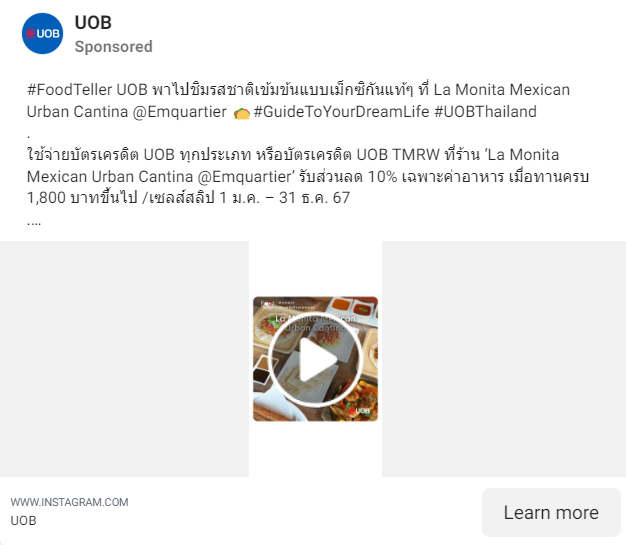 UOB
UOB
Sponsored
#FoodTeller UOB พาไปชิมรสชาติเข้มข้นแบบเม็กซิกันแท้ๆ ที่ La Monita Mexican
Urban Cantina @Emquartier 🌮 #GuideToYourDreamLife #UOBThailand
.
ใช้จ่ายบัตรเครดิต UOB ทุกประเภท หรือบัตรเครดิต UOB TMRW ที่ร้าน ‘La Monita
Mexican Urban Cantina @Emquartier’ รับส่วนลด 10% เฉพาะค่าอาหาร เมื่อทานครบ
1,800 บาทขึ้นไป /เซลส์สลิป 1 ม.ค. – 31 ธ.ค. 67
.…
Food
La Monita Mexican
Urban Cantina
UOB
WWW.INSTAGRAM.COM
UOB
Learn more